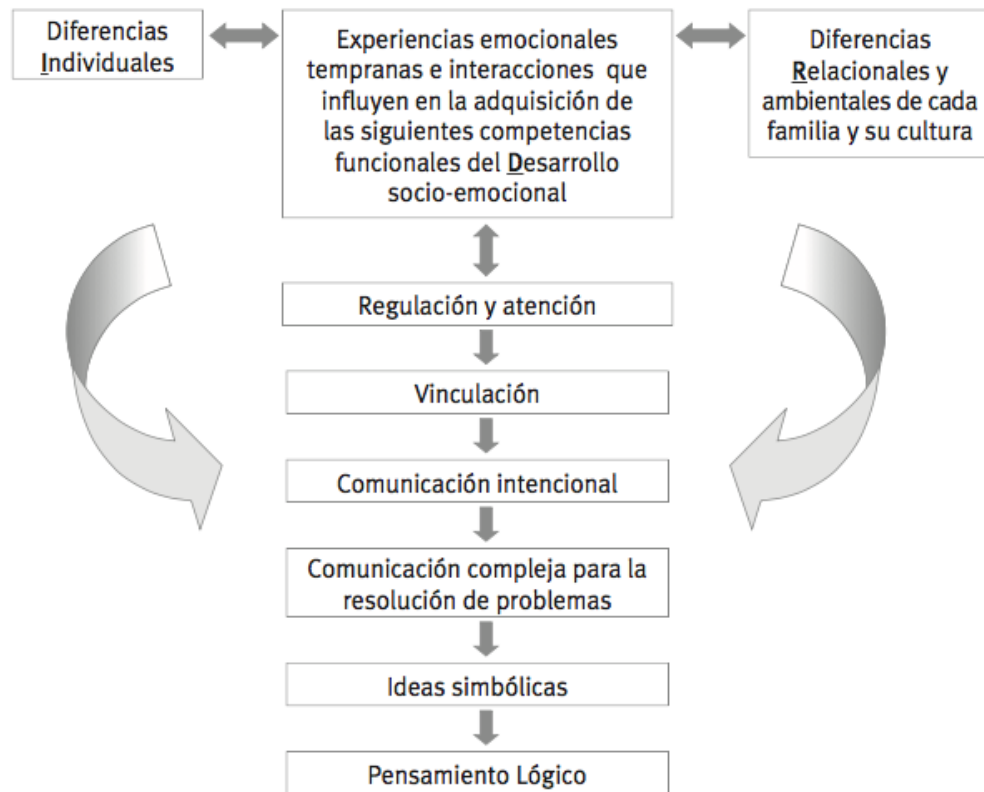 Diferencias
Individuales
Experiencias emocionales
tempranas e interacciones que
influyen en la adquisición de
las siguientes competencias
funcionales del Desarrollo
socio-emocional
Diferencias
Relacionales y
ambientales de cada
familia y su cultura
Regulación y atención
Vinculación
Comunicación intencional
Comunicación compleja para la
resolución de problemas
Ideas simbólicas
Pensamiento Lógico